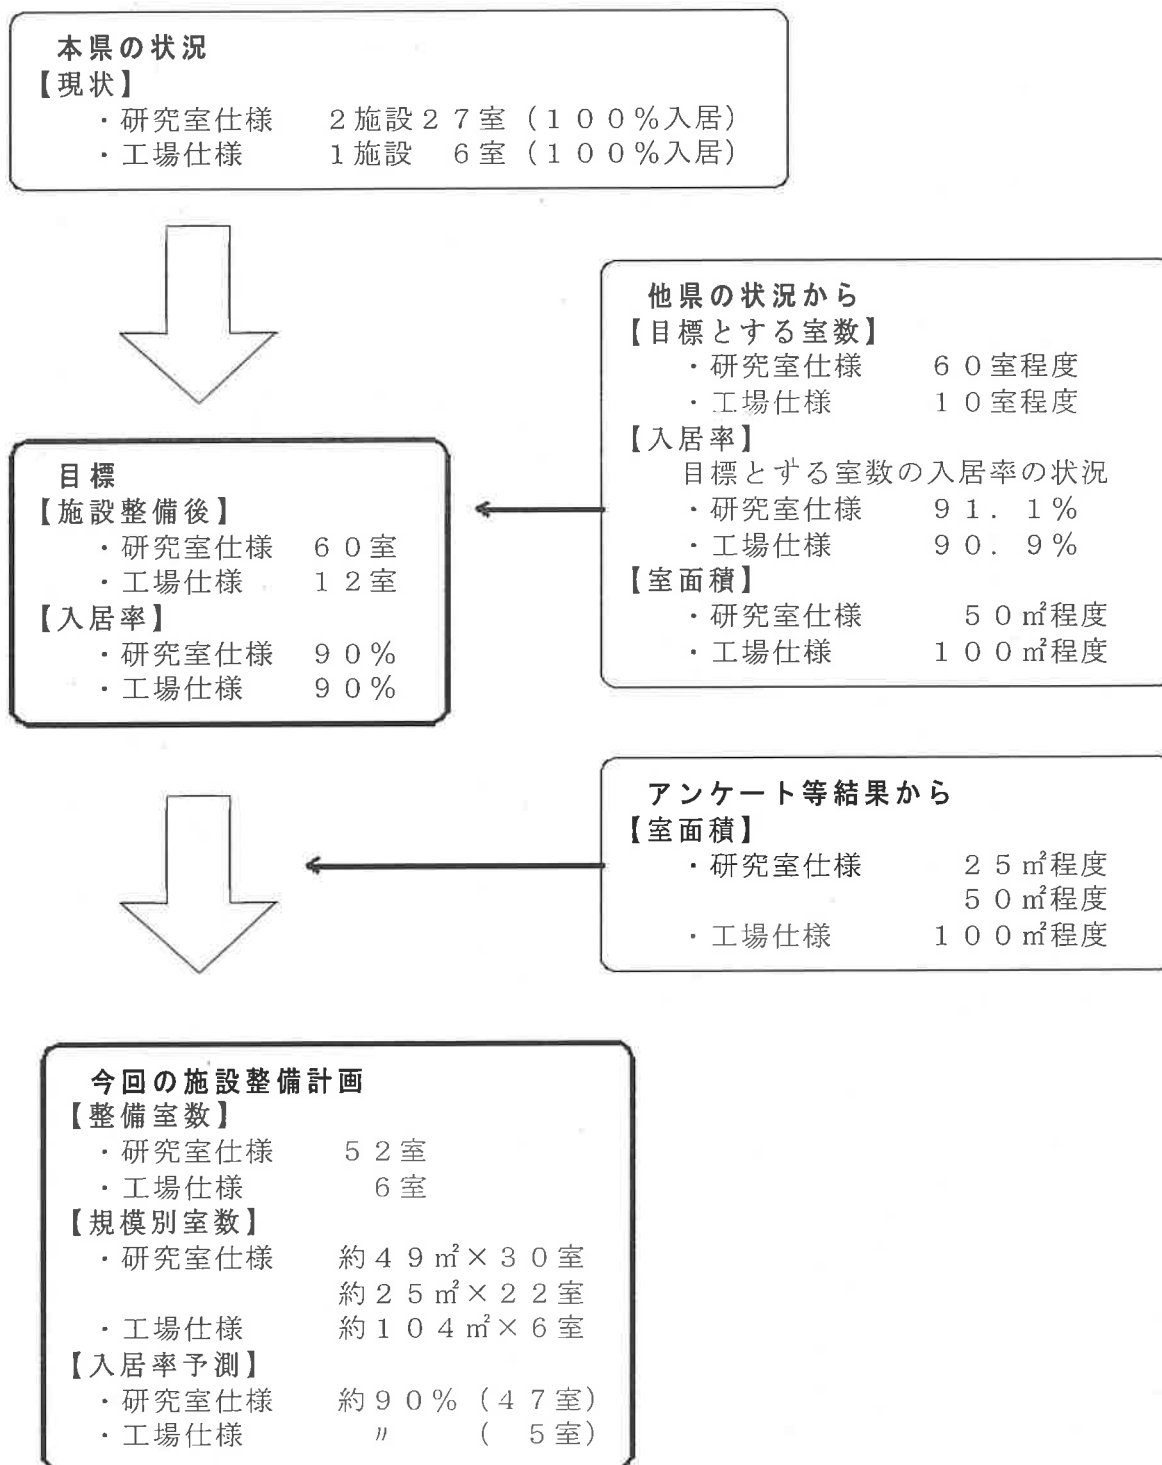 本県の状況
【現状】
・研究室仕様　２施設２７室（１００％入居）
・工場仕様　１施設　６室（１００％入居）
他県の状況から
【目標とする室数】
・研究室仕様　６０室程度
・工場仕様　１０室程度
【入居率】
目標とする室数の入居率の状況
・研究室仕様　９１．１％
・工場仕様　９０．９％
【室面積】
・研究室仕様　５０㎡程度
・工場仕様　１００㎡程度
目標
【施設整備後】
・研究室仕様　６０室
・工場仕様　１２室
【入居率】
・研究室仕様　９０％
・工場仕様　９０％
アンケート等結果から
【室面積】
・研究室仕様　２５㎡程度
５０㎡程度
・工場仕様　１００㎡程度
今回の施設整備計画
【整備室数】
・研究室仕様　５２室
・工場仕様　６室
【規模別室数】
・研究室仕様　約４９㎡×３０室
約２５㎡×２２室
・工場仕様　約１０４㎡×６室
【入居率予測】
・研究室仕様　約９０％（４７室）
・工場仕様　〃　（　５室）